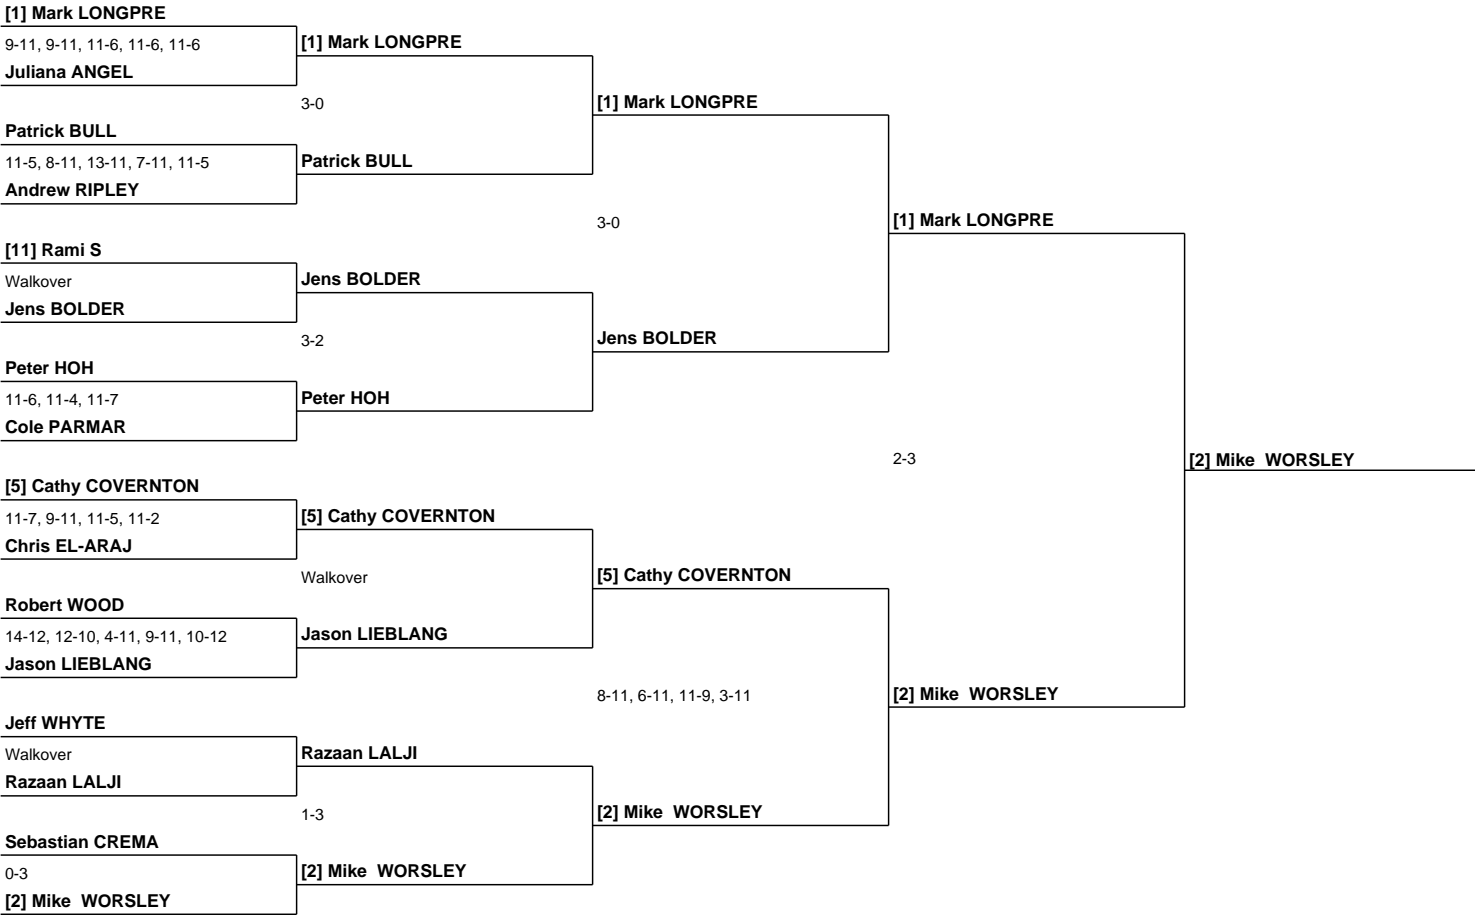 [1] Mark LONGPRE
9-11, 9-11, 11-6, 11-6, 11-6
Juliana ANGEL
Patrick BULL
11-5, 8-11, 13-11, 7-11, 11-5
Andrew RIPLEY
[11] Rami S
Walkover
Jens BOLDER
Peter HOH
11-6, 11-4, 11-7
Cole PARMAR
[5] Cathy COVERNTON
11-7, 9-11, 11-5, 11-2
Chris EL-ARAJ
Robert WOOD
14-12, 12-10, 4-11, 9-11, 10-12
Jason LIEBLANG
Jeff WHYTE
Walkover
Razaan LALJI
Sebastian CREMA
0-3
[2] Mike  WORSLEY
[1] Mark LONGPRE
3-0
Patrick BULL
Jens BOLDER
3-2
Peter HOH
[5] Cathy COVERNTON
Walkover
Jason LIEBLANG
Razaan LALJI
1-3
[2] Mike  WORSLEY
[1] Mark LONGPRE
3-0
Jens BOLDER
[5] Cathy COVERNTON
8-11, 6-11, 11-9, 3-11
[2] Mike  WORSLEY
[1] Mark LONGPRE
2-3
[2] Mike  WORSLEY
[2] Mike  WORSLEY